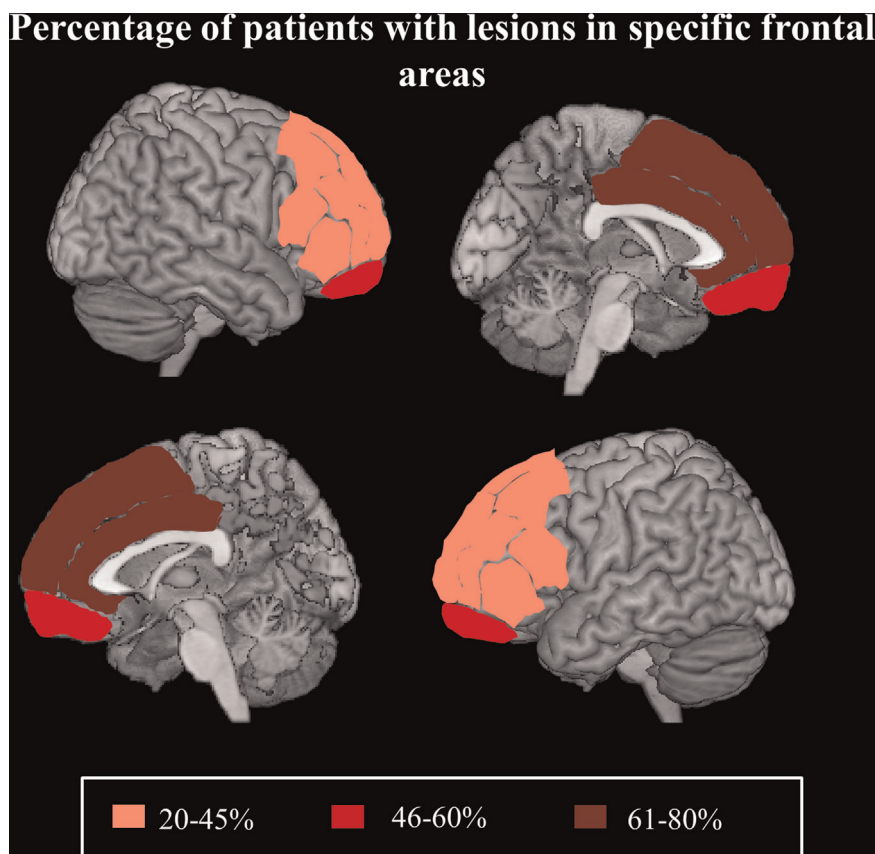 Percentage of patients with lesions in specific frontal
areas
20-45% 46-60% 61-80%